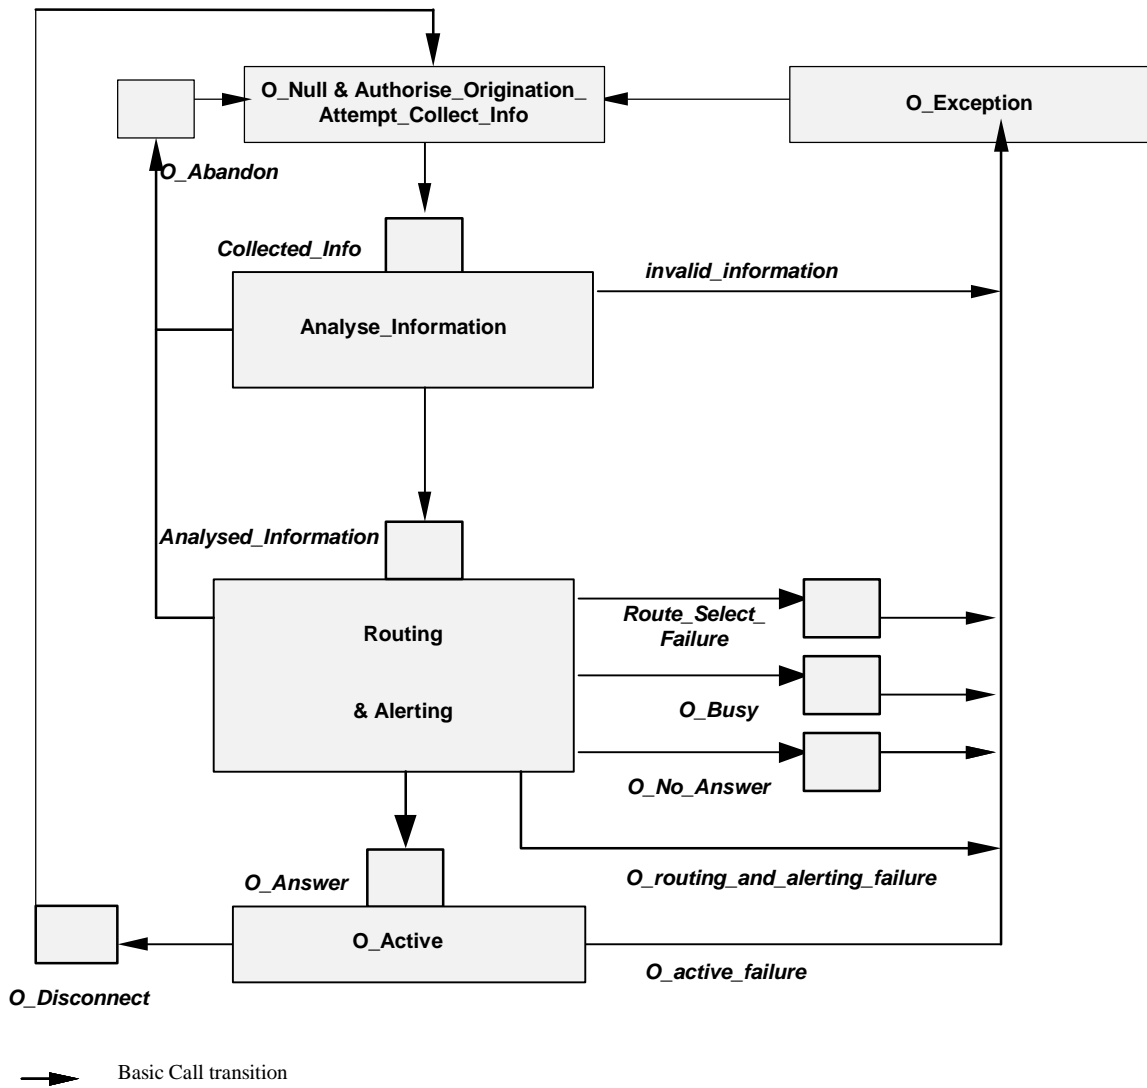 O_Null & Authorise_Origination_
Attempt_Collect_Info
O_Exception
O_Abandon
Collected_Info
invalid_information
Analyse_Information
Analysed_Information
Route_Select_
Failure
Routing
& Alerting
O_Busy
O_No_Answer
O_Answer
O_routing_and_alerting_failure
O_Active
O_active_failure
O_Disconnect
Basic Call transition